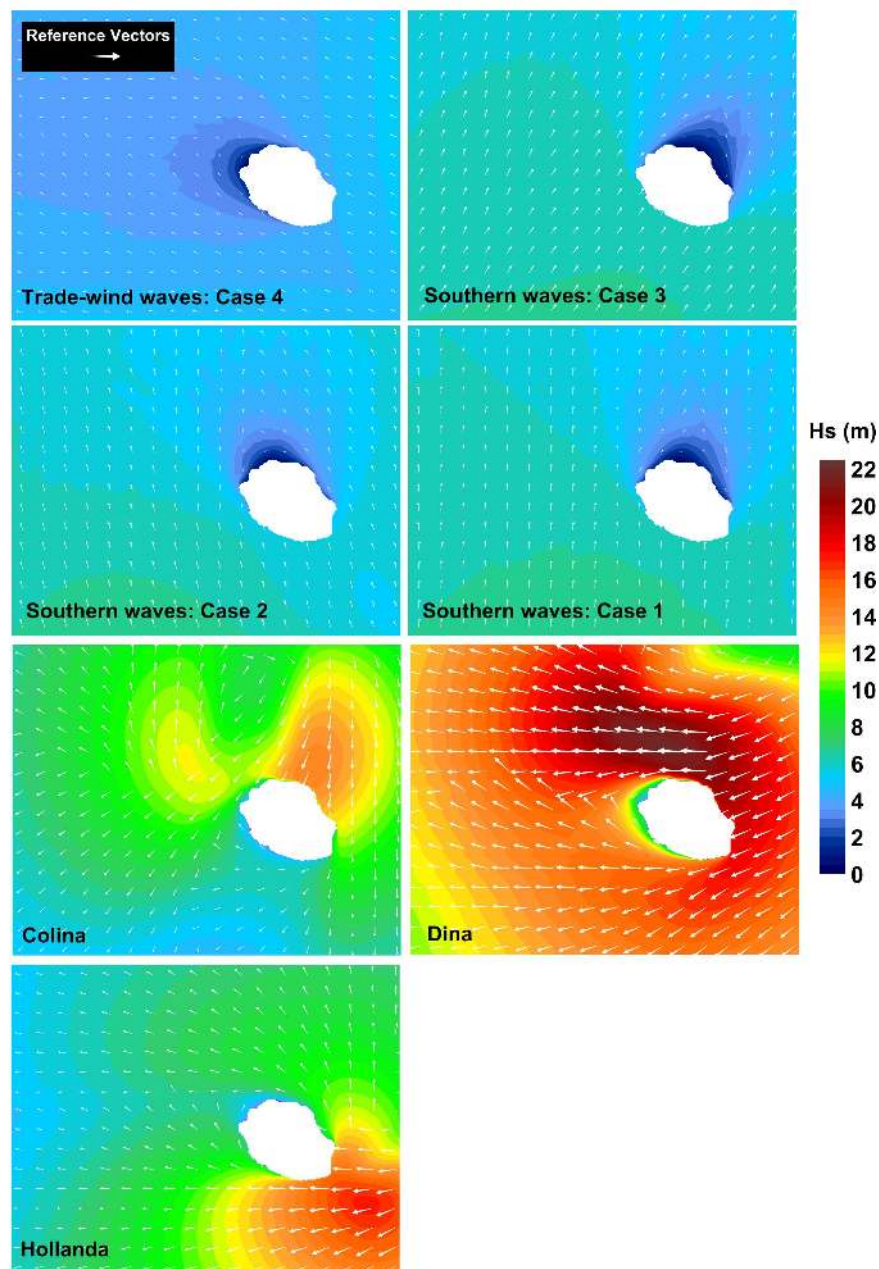 Reference Vectors
Trade-wind waves: Case 4
Southern waves: Case 3
Southern waves: Case 2
Southern waves: Case 1
Hs (m)
22
20
18
16
14
12
10
8
6
4
2
0
Colina
Dina
Hollanda